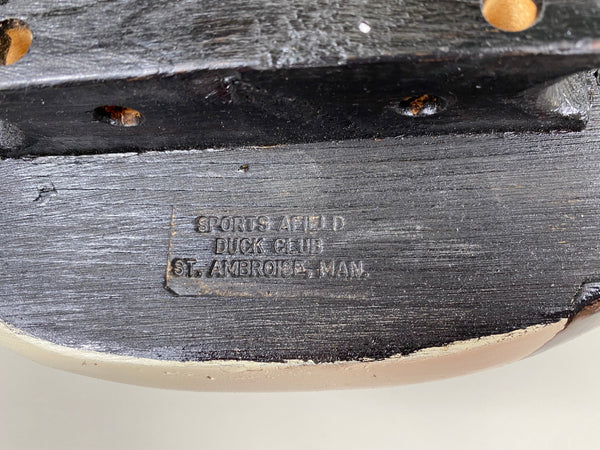 SPORTS AFIELD
DUCK CLUB
ST. AMBROISE, MAN.